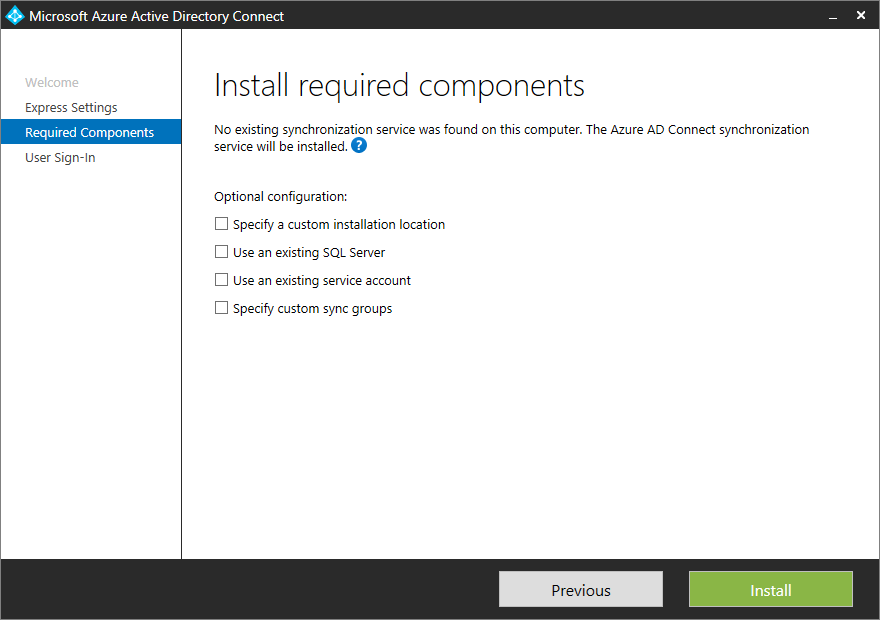 Microsoft Azure Active Directory Connect
Welcome
Express Settings
Required Components
User Sign-In
Install required components
No existing synchronization service was found on this computer. The Azure AD Connect synchronization
service will be installed. ?
Optional configuration:
Specify a custom installation location
Use an existing SQL Server
Use an existing service account
Specify custom sync groups
Previous
Install